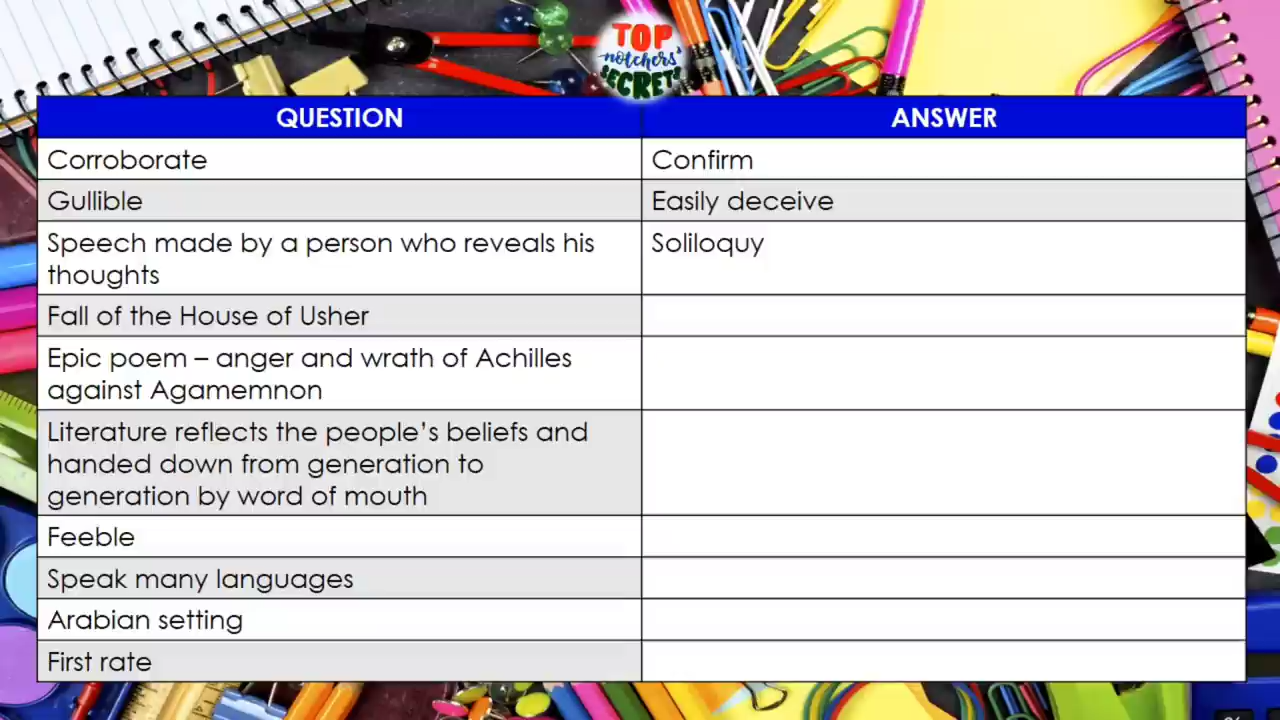 TOP
notchers'
SECRETS
QUESTION
ANSWER
Corroborate
Confirm
Gullible
Easily deceive
Speech made by a person who reveals his
thoughts
Soliloquy
Fall of the House of Usher
Epic poem – anger and wrath of Achilles
against Agamemnon
Literature reflects the people's beliefs and
handed down from generation to
generation by word of mouth
Feeble
Speak many languages
Arabian setting
First rate